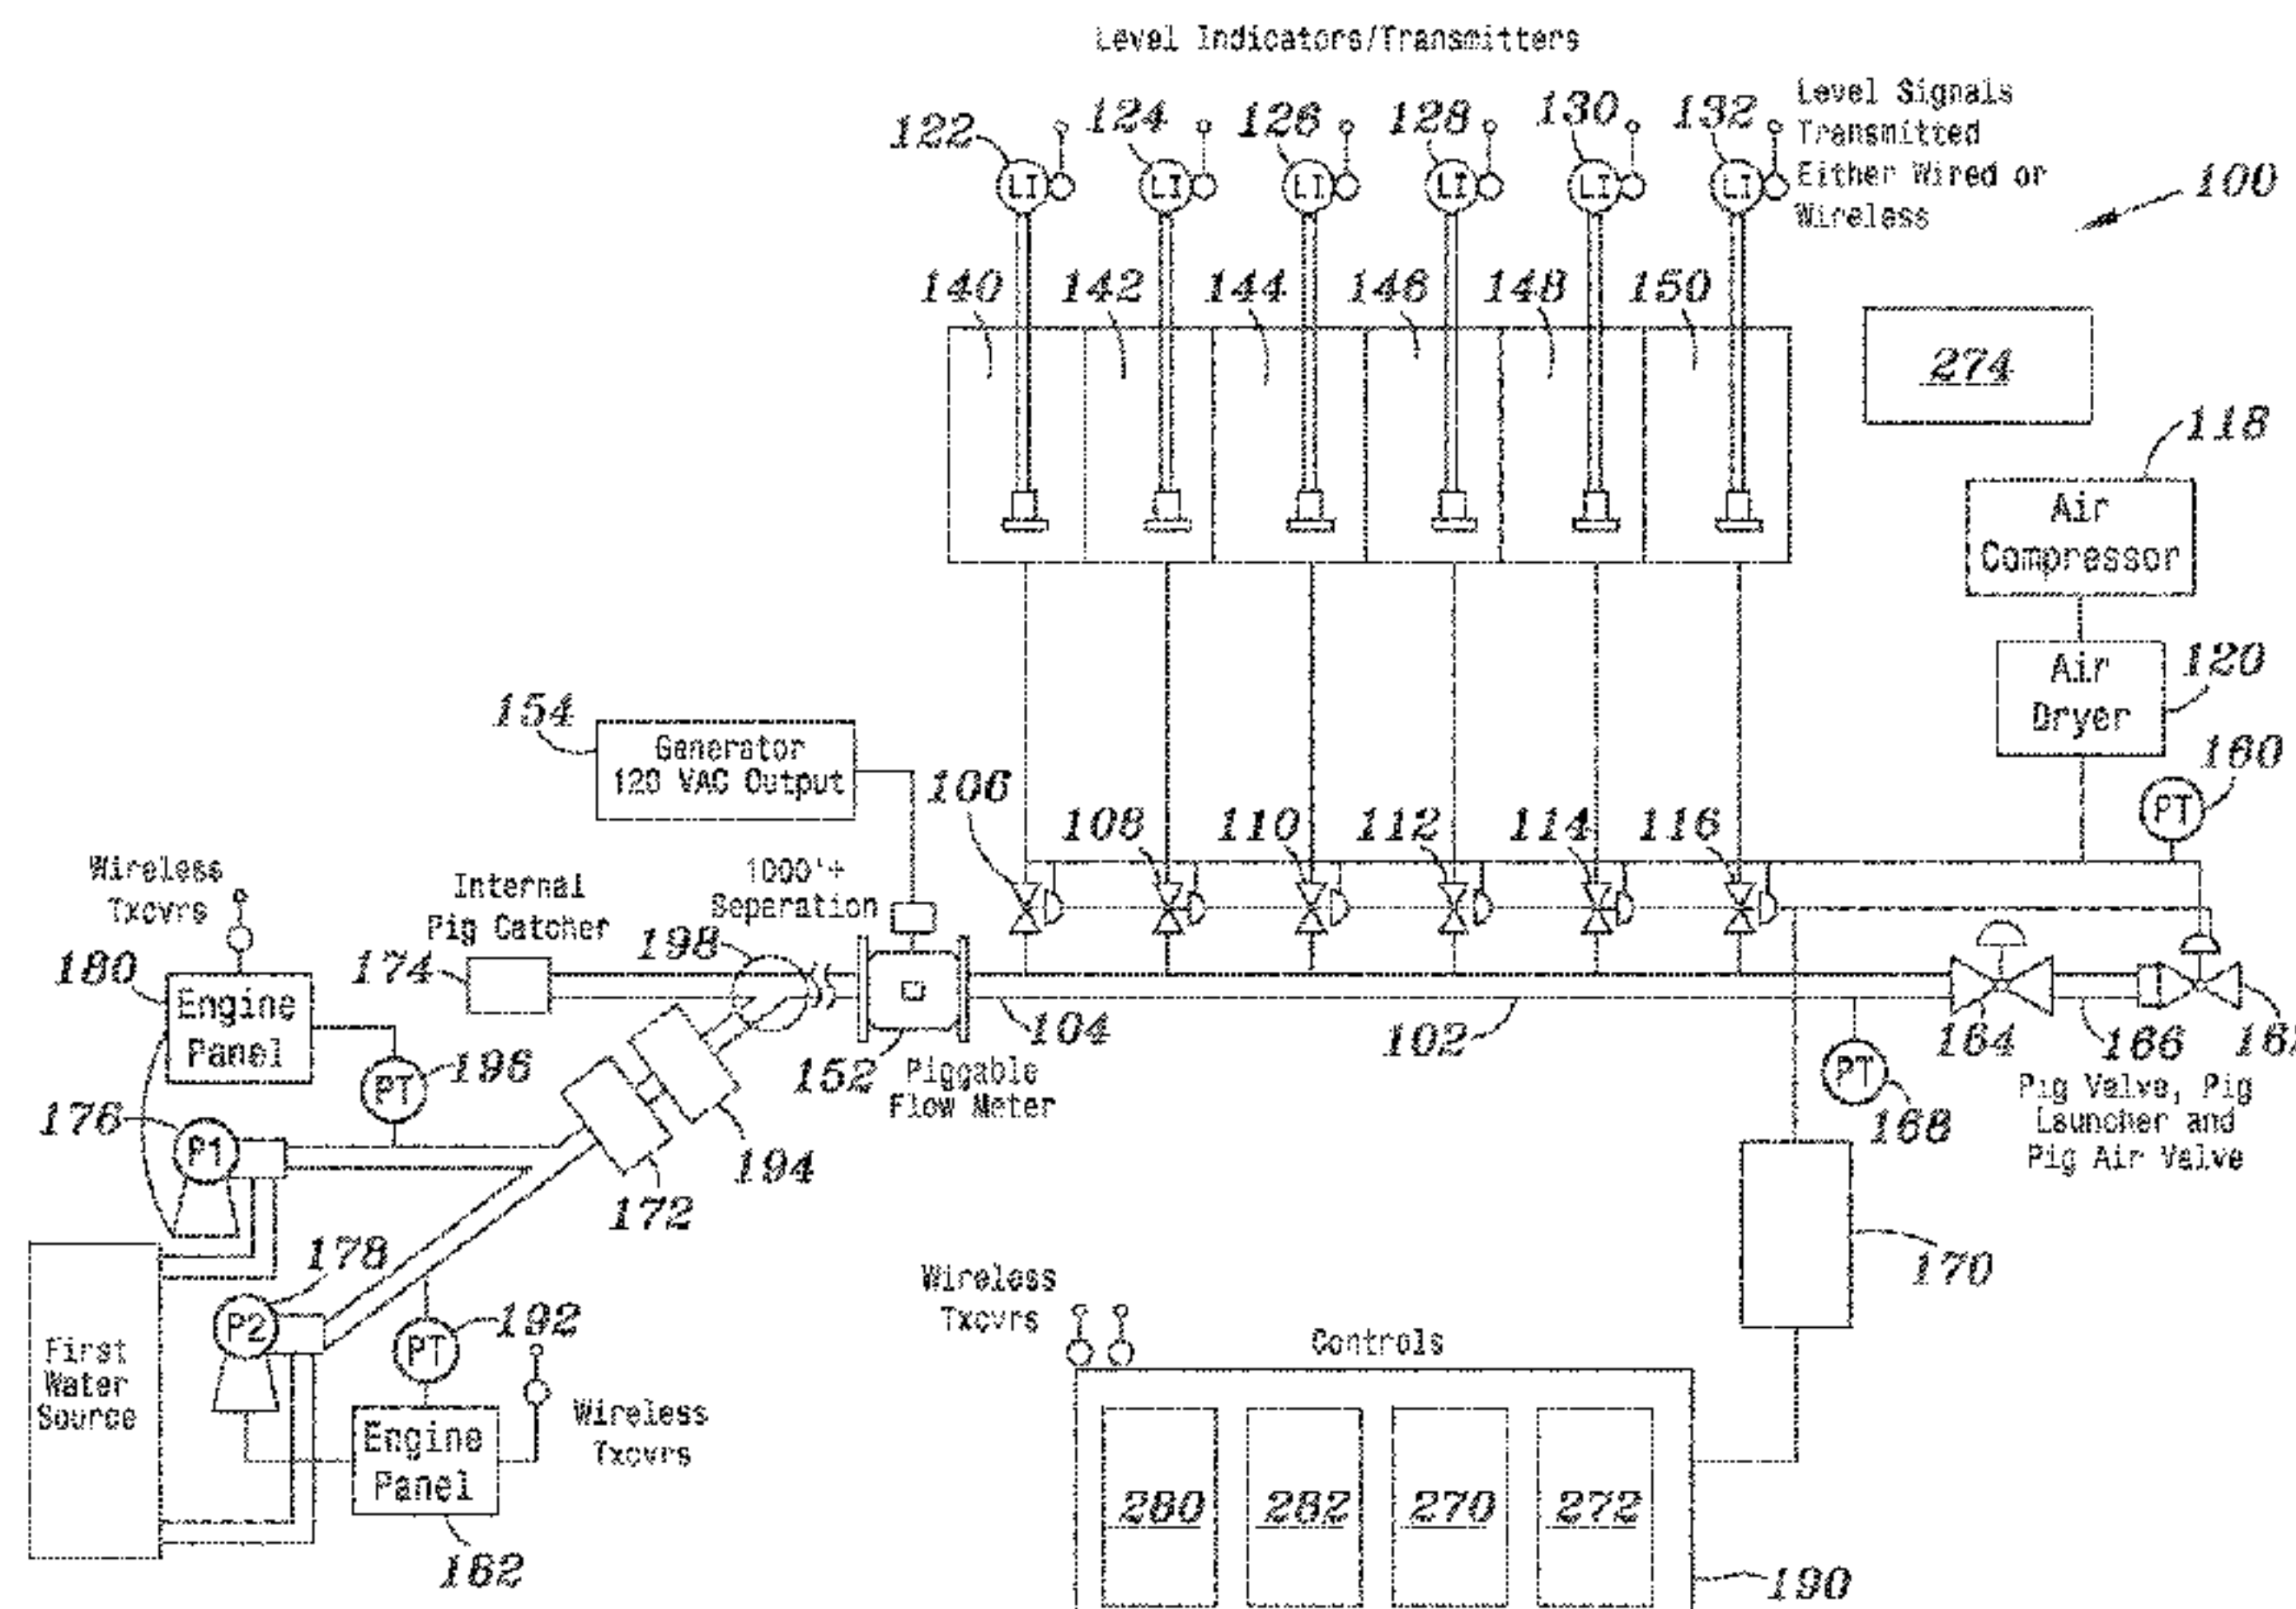 Level Indicators/Transmitters
122
124
126
128
130
132
LI
LI
LI
LI
LI
LI
Level Signals
Transmitted
Either Wired or
Wireless
100
140
142
144
146
148
150
274
118
Air
Compressor
Air
Dryer
120
154
Generator
120 VAC Output
160
PT
106
108
110
112
114
116
Wireless
Txcvrs
Internal
Pig Catcher
1000'+
Separation
180
Engine
Panel
174
198
152
Piggable
Flow Meter
104
102
164
166
PT
168
Pig Valve, Pig
Launcher and
Pig Air Valve
PT
196
176
P1
172
194
170
178
P2
First
Water
Source
PT
192
Wireless
Txcvrs
Engine
Panel
162
Wireless
Txcvrs
Controls
280
282
270
272
190